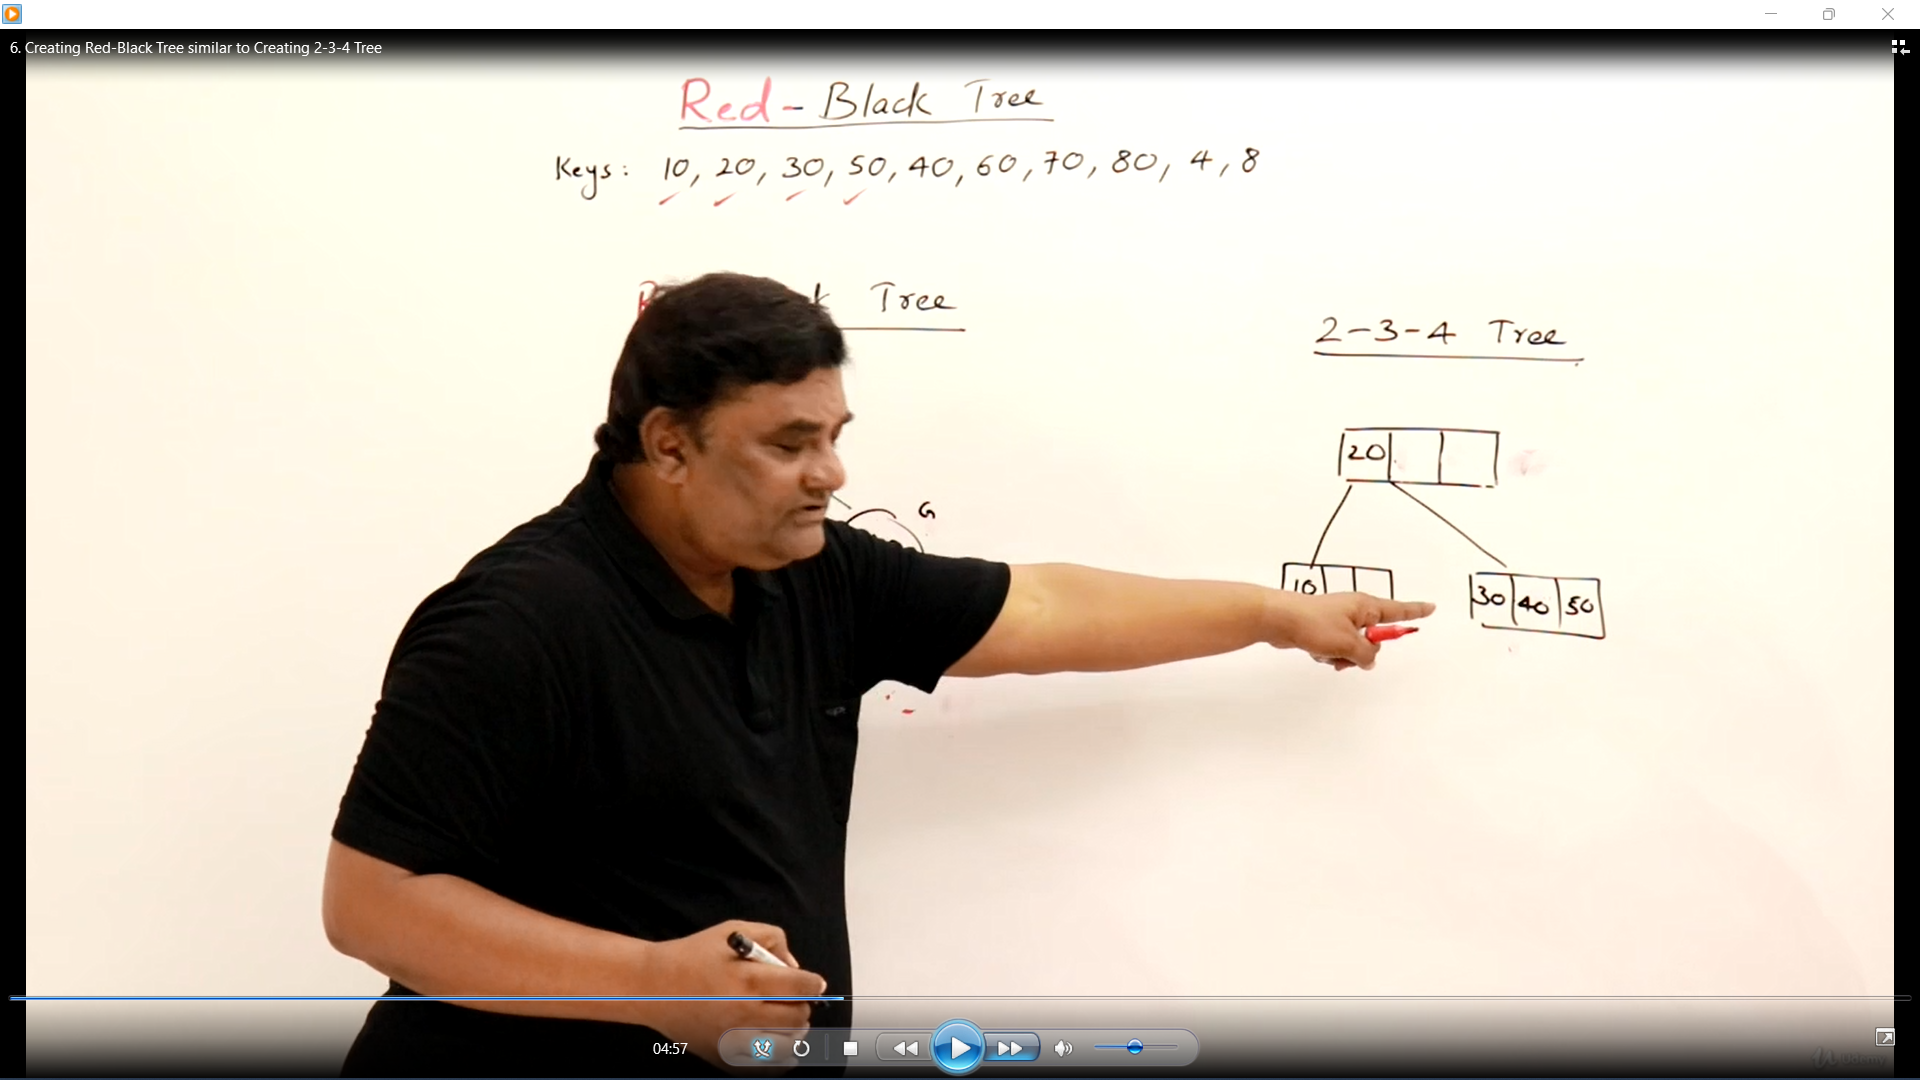 6. Creating Red-Black Tree similar to Creating 2-3-4 Tree
Red - Black Tree
Keys: 10, 20, 30, 50, 40, 60, 70, 80, 4, 8
Tree
2-3-4 Tree
20
G
10
30 40 50
04:57